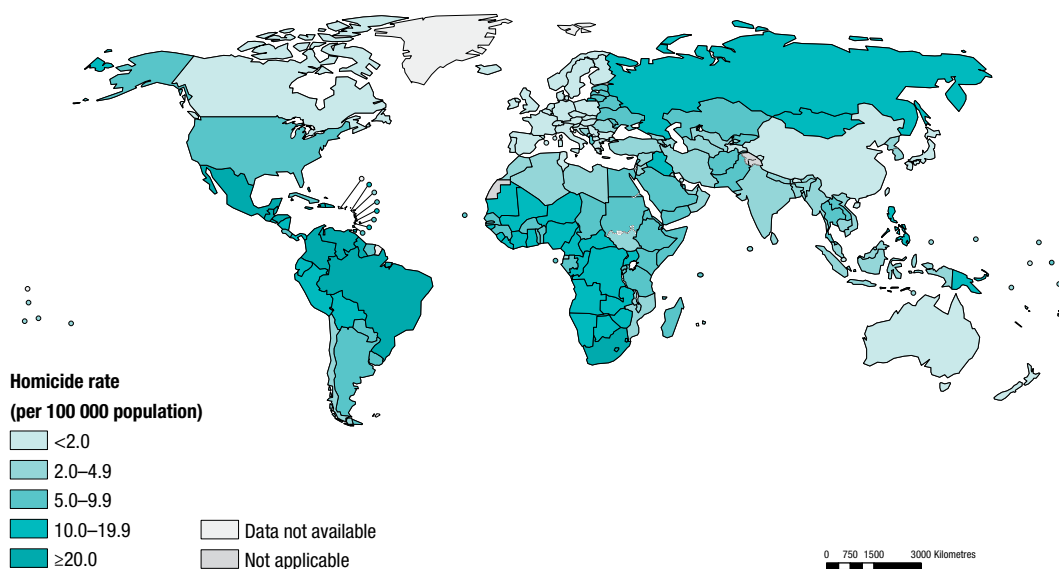 Homicide rate
(per 100 000 population)
<2.0
2.0–4.9
5.0–9.9
10.0–19.9
≥20.0
Data not available
Not applicable
0 750 1500 3000 Kilometres